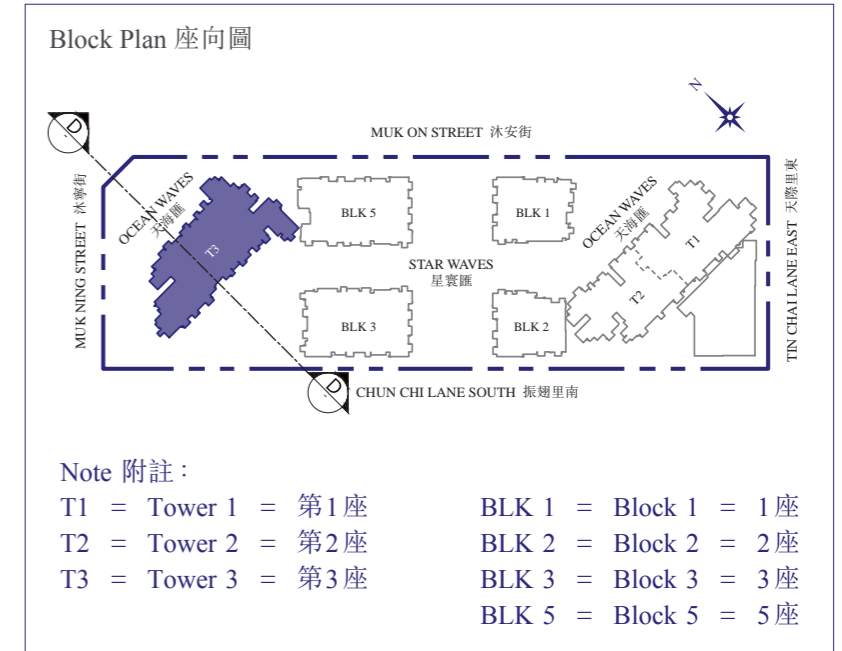 Block Plan 座向圖
N
D
MUK ON STREET 沐安街
MUK NING STREET 沐寧街
OCEAN WAVES
天海匯
T3
BLK 5
BLK 1
OCEAN WAVES
天海匯
T1
T2
TIN CHAI LANE EAST 天際里東
STAR WAVES
星寰匯
BLK 3
BLK 2
D
CHUN CHI LANE SOUTH 振翅里南
Note 附註：
T1 = Tower 1 = 第1座
T2 = Tower 2 = 第2座
T3 = Tower 3 = 第3座
BLK 1 = Block 1 = 1座
BLK 2 = Block 2 = 2座
BLK 3 = Block 3 = 3座
BLK 5 = Block 5 = 5座